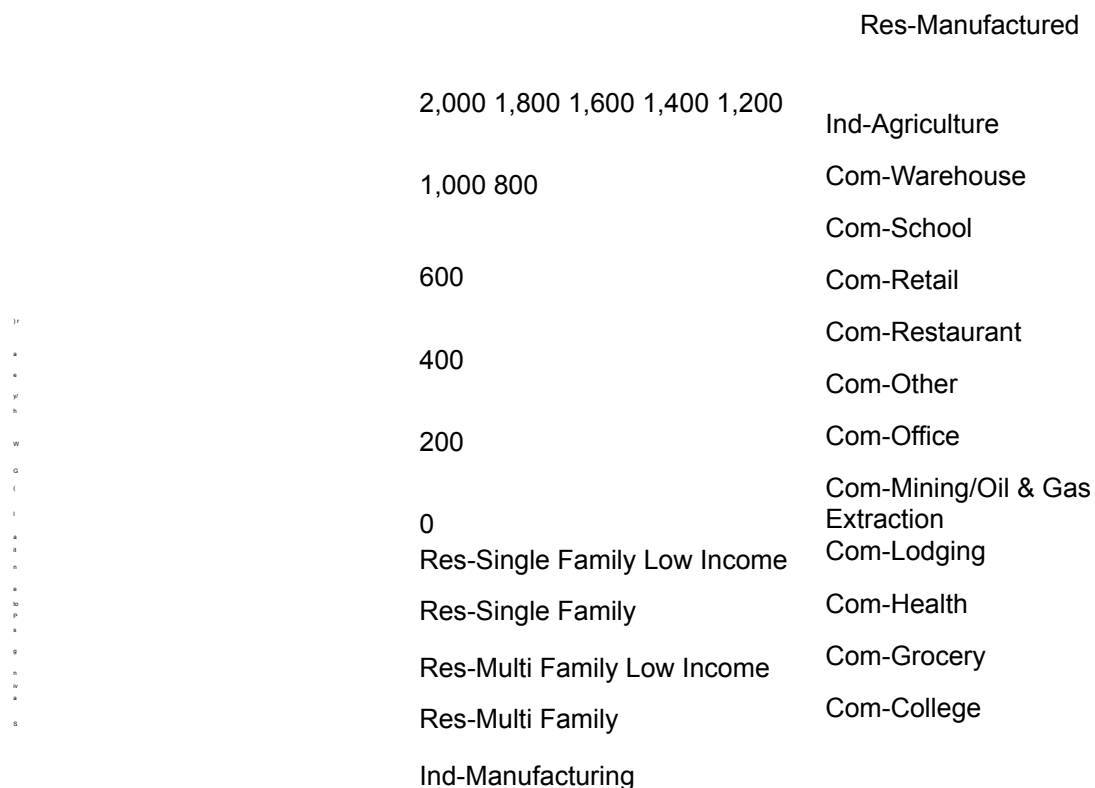 Res-Manufactured
2,000 1,800 1,600 1,400 1,200
1,000 800
600
400
200
0
Res-Single Family Low Income
Res-Single Family
Res-Multi Family Low Income
Res-Multi Family
Ind-Manufacturing
Ind-Agriculture
Com-Warehouse
Com-School
Com-Retail
Com-Restaurant
Com-Other
Com-Office
Com-Mining/Oil & Gas
Extraction
Com-Lodging
Com-Health
Com-Grocery
Com-College
) r
a
e
y/
h
W
G
(
l
a
it
n
e
to
P
s
g
n
iv
a
S